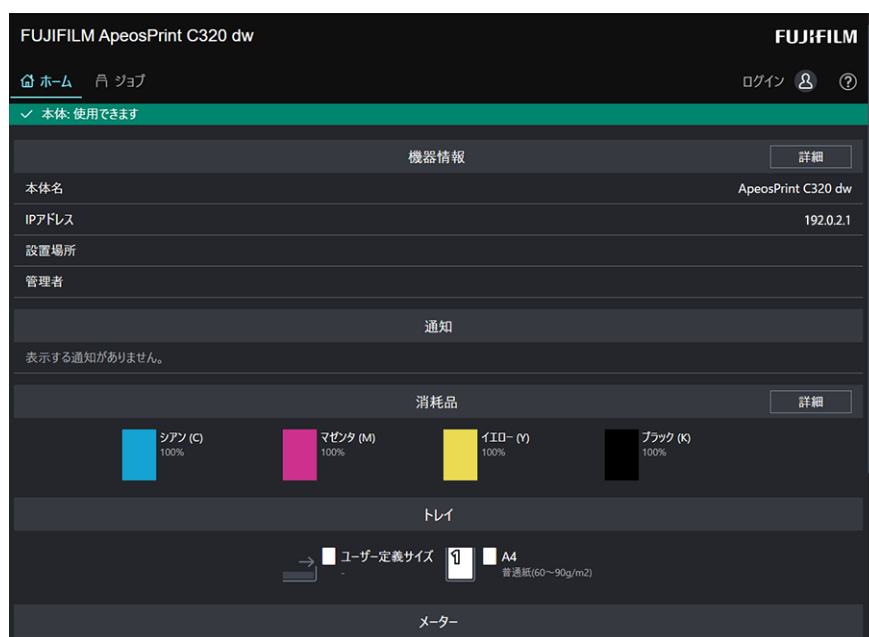 FUJIFILM ApeosPrint C320 dw
FUJIFILM
ホーム ジョブ ログイン
本体: 使用できます
機器情報 詳細
本体名 ApeosPrint C320 dw
IPアドレス 192.0.2.1
設置場所
管理者
通知
表示する通知がありません。
消耗品 詳細
シアン (C) マゼンタ (M) イエロー (Y) ブラック (K)
100% 100% 100% 100%
トレイ
ユーザー定義サイズ 1 A4
- 普通紙(60～90g/m2)
メーター